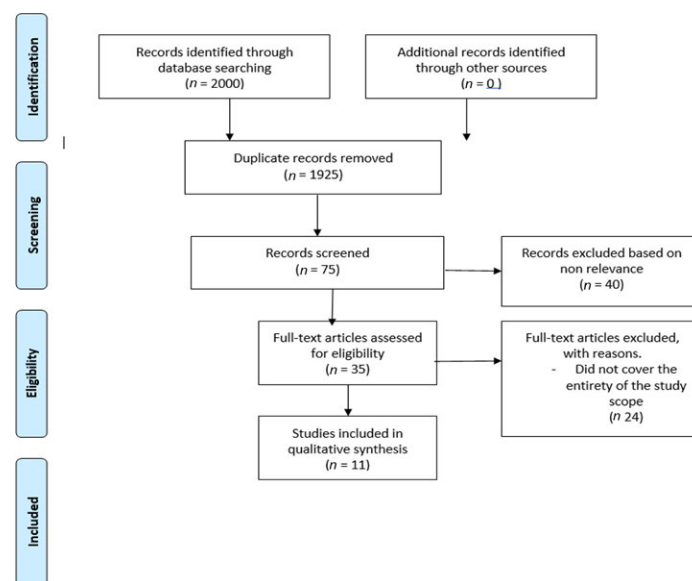 Identification
Records identified through
database searching
(n = 2000)
Additional records identified
through other sources
(n = 0 )
Duplicate records removed
(n = 1925)
Screening
Records screened
(n = 75)
Records excluded based on
non relevance
(n = 40)
Eligibility
Full-text articles assessed
for eligibility
(n = 35)
Full-text articles excluded,
with reasons.
- Did not cover the
entirety of the study
scope
(n 24)
Studies included in
qualitative synthesis
(n = 11)
Included